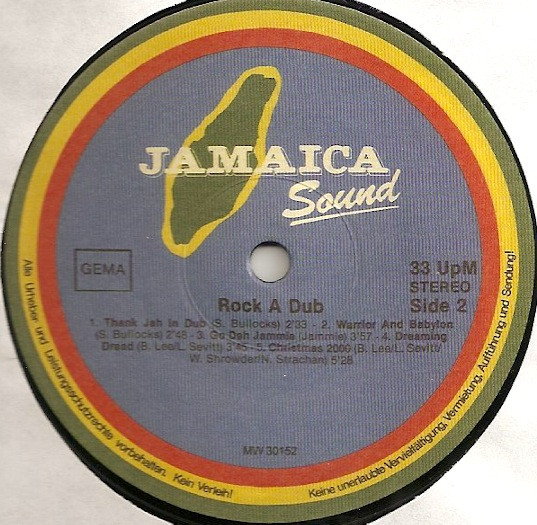 JAMAICA
Sound
GEMA
33 UpM
STEREO
Side 2
Rock A Dub
1. Thank Jah In Dub (S. Bullocks) 2'33 - 2. Warrior And Babylon
(S. Bullocks) 2'48 - 3. Go Dsh Jammie (Jammie) 3'57 - 4. Dreaming
Dread (B. Lee/L. Sevitt) 3'45 - 5. Christmas 2000 (B. Lee/L. Sevitt/
W. Shrowder/N. Strachan) 5'28
MW 30152
Alle Urheber und Leistungsschutzrechte vorbehalten. Kein Verleih!
Keine unerlaubte Vervielfältigung, Vermietung, Aufführung und Sendung!